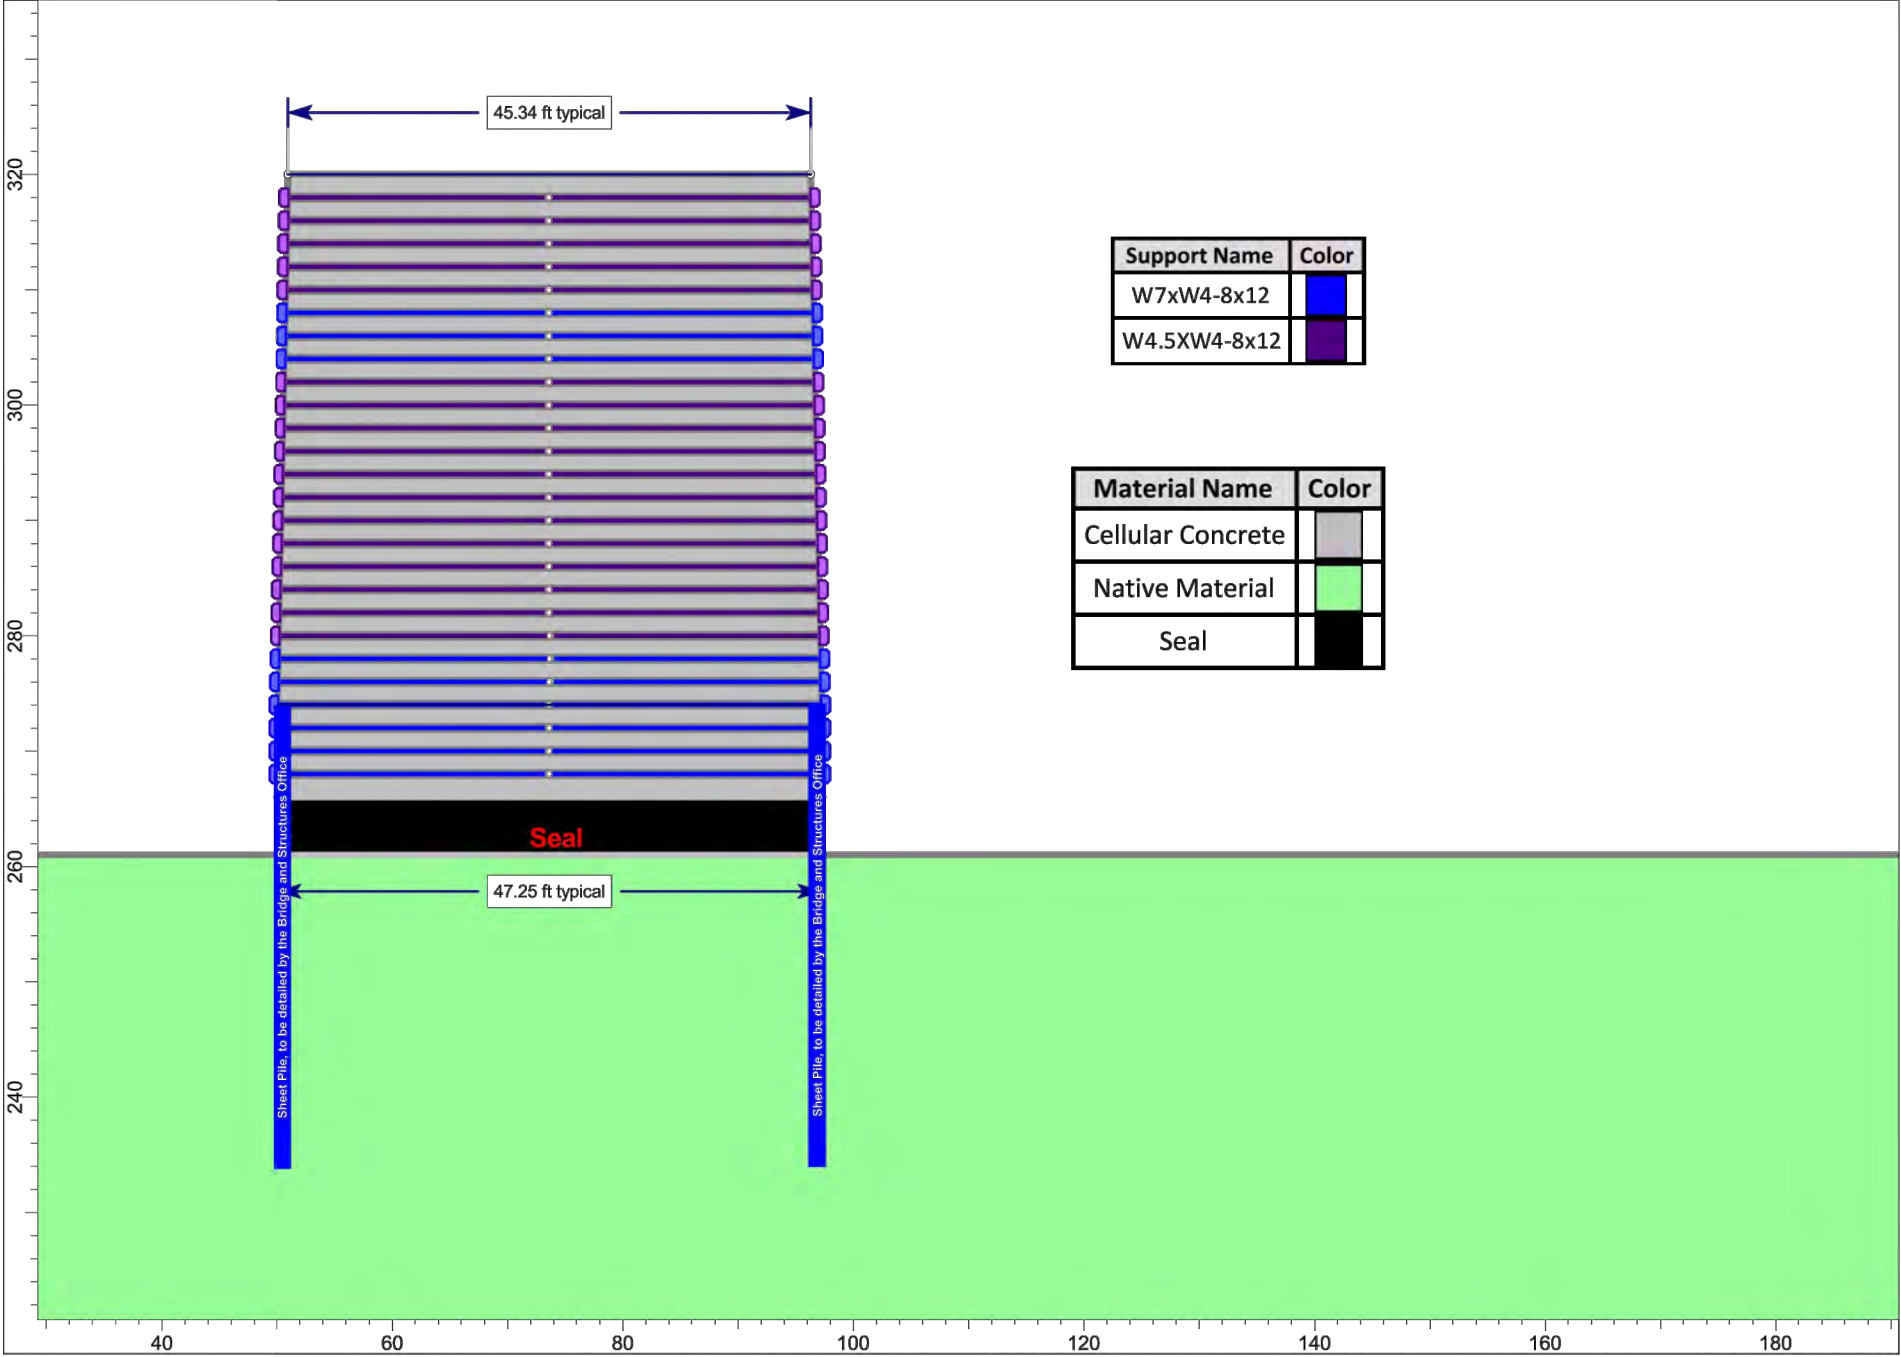 45.34 ft typical
320
300
280
260
240
Support Name Color
W7xW4-8x12
W4.5XW4-8x12
Material Name Color
Cellular Concrete
Native Material
Seal
Seal
47.25 ft typical
Sheet Pile, to be detailed by the Bridge and Structures Office
Sheet Pile, to be detailed by the Bridge and Structures Office
40 60 80 100 120 140 160 180